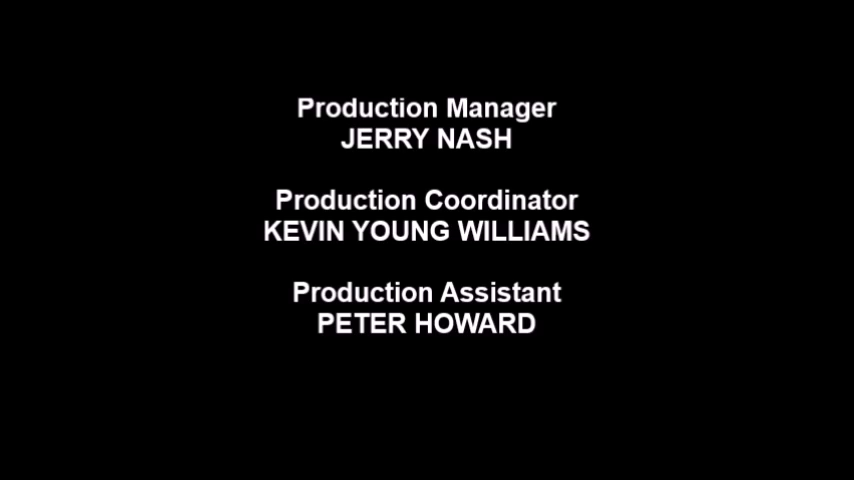 Production Manager
JERRY NASH
Production Coordinator
KEVIN YOUNG WILLIAMS
Production Assistant
PETER HOWARD